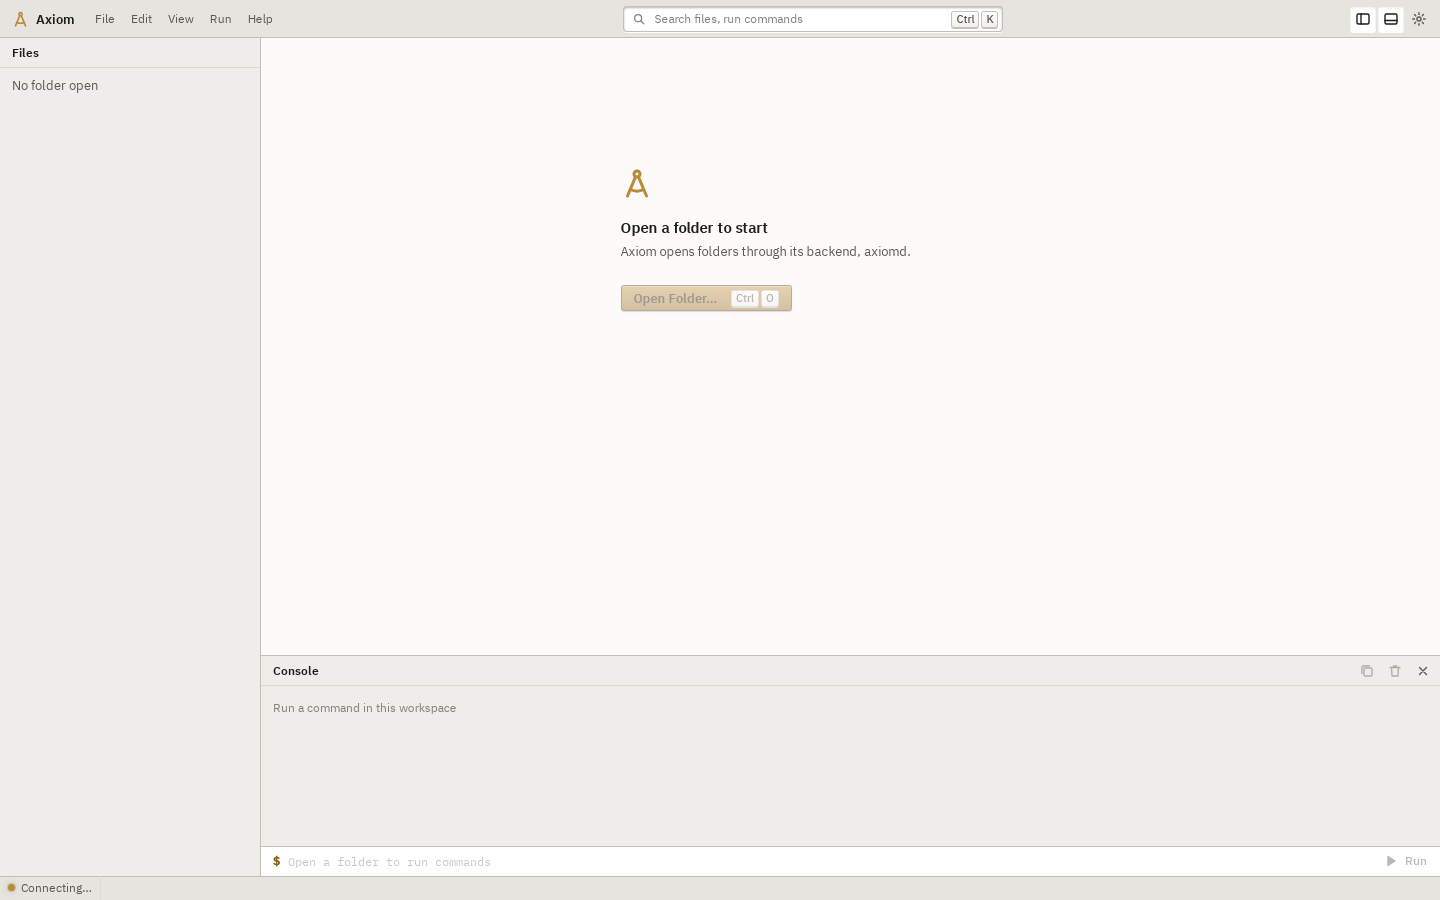 Axiom File Edit View Run Help Search files, run commands Ctrl K
Files
No folder open
Open a folder to start
Axiom opens folders through its backend, axiomd.
Open Folder... Ctrl O
Console
Run a command in this workspace
$ Open a folder to run commands Run
Connecting...